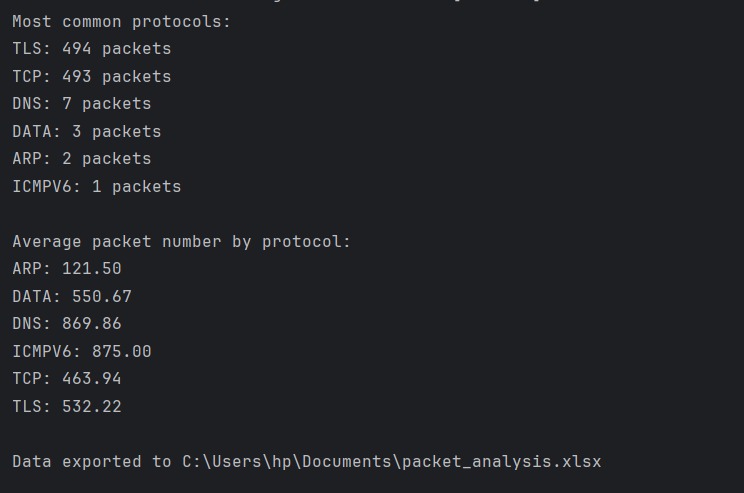 Most common protocols:
TLS: 494 packets
TCP: 493 packets
DNS: 7 packets
DATA: 3 packets
ARP: 2 packets
ICMPV6: 1 packets
Average packet number by protocol:
ARP: 121.50
DATA: 550.67
DNS: 869.86
ICMPV6: 875.00
TCP: 463.94
TLS: 532.22
Data exported to C:\Users\hp\Documents\packet_analysis.xlsx